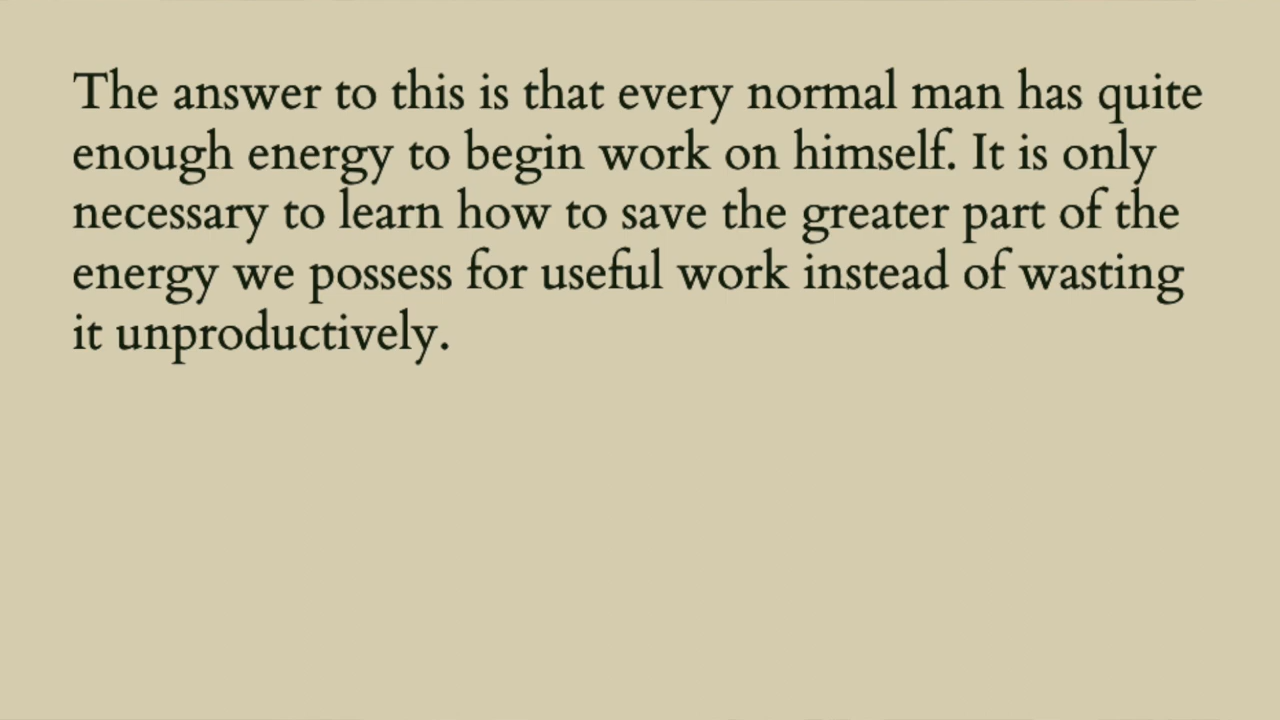 The answer to this is that every normal man has quite
enough energy to begin work on himself. It is only
necessary to learn how to save the greater part of the
energy we possess for useful work instead of wasting
it unproductively.